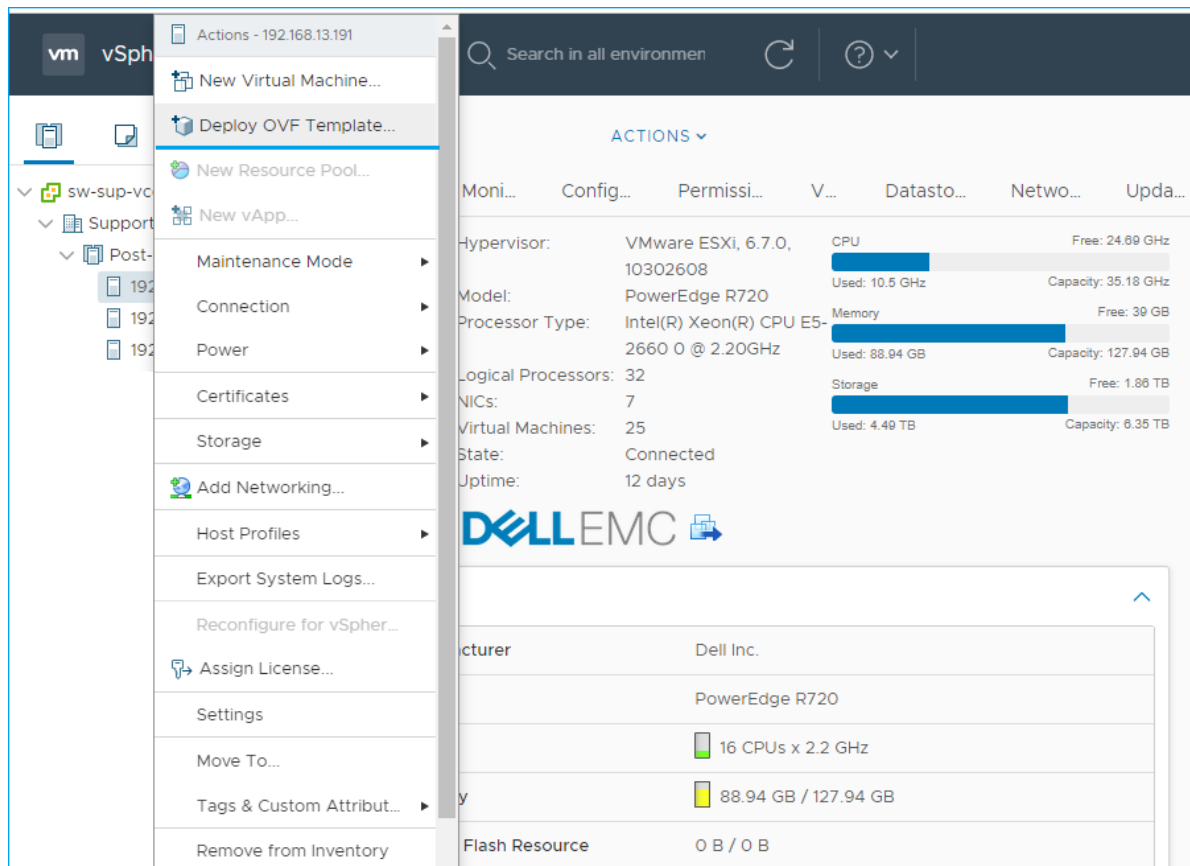 vm vSph
Search in all environmen
Actions - 192.168.13.191
New Virtual Machine...
Deploy OVF Template...
New Resource Pool...
New vApp...
Maintenance Mode
Connection
Power
Certificates
Storage
Add Networking...
Host Profiles
Export System Logs...
Reconfigure for vSpher...
Assign License...
Settings
Move To...
Tags & Custom Attribut...
Remove from Inventory
sw-sup-vc
Support
Post-
192
192
192
ACTIONS
Moni... Config... Permissi... V... Datasto... Netwo... Upda...
Hypervisor: VMware ESXi, 6.7.0,
10302608
Model: PowerEdge R720
Processor Type: Intel(R) Xeon(R) CPU E5-
2660 0 @ 2.20GHz
Logical Processors: 32
NICs: 7
Virtual Machines: 25
State: Connected
Uptime: 12 days
CPU Free: 24.69 GHz
Used: 10.5 GHz Capacity: 35.18 GHz
Memory Free: 39 GB
Used: 88.94 GB Capacity: 127.94 GB
Storage Free: 1.86 TB
Used: 4.49 TB Capacity: 6.35 TB
DELLEMC
cturer Dell Inc.
PowerEdge R720
16 CPUs x 2.2 GHz
y 88.94 GB / 127.94 GB
Flash Resource 0 B / 0 B